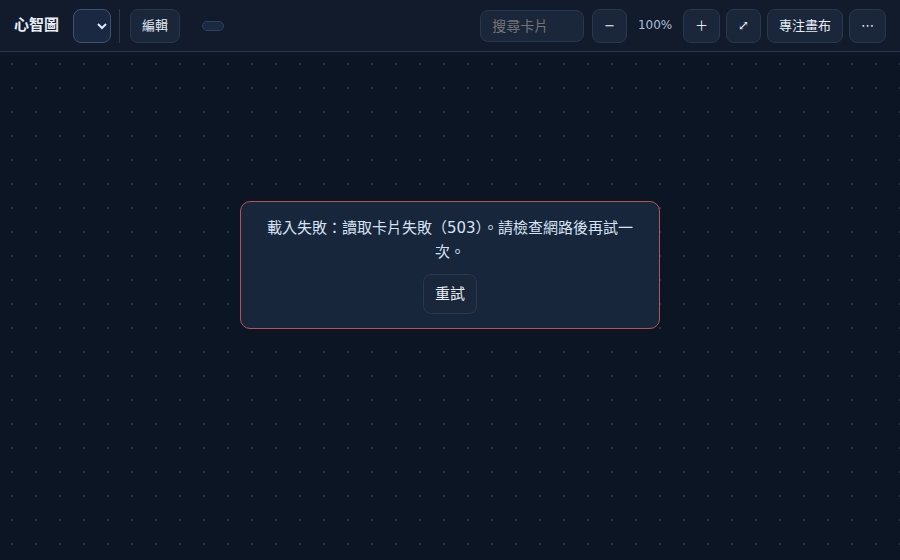 心智圖
編輯
搜尋卡片
−
100%
＋
⤢
專注畫布
⋯
載入失敗：讀取卡片失敗（503）。請檢查網路後再試一
次。
重試